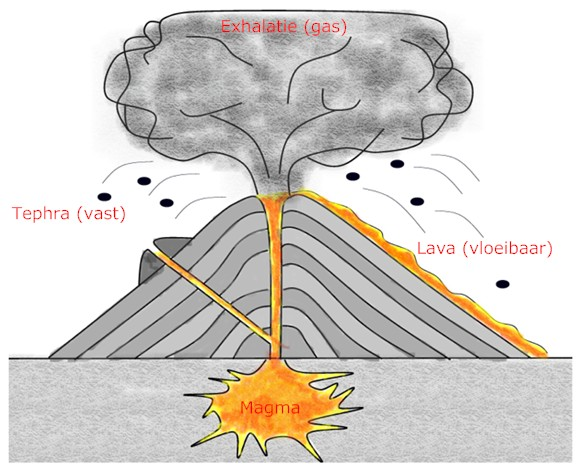 Exhalatie (gas)
Tephra (vast)
Lava (vloeibaar)
Magma